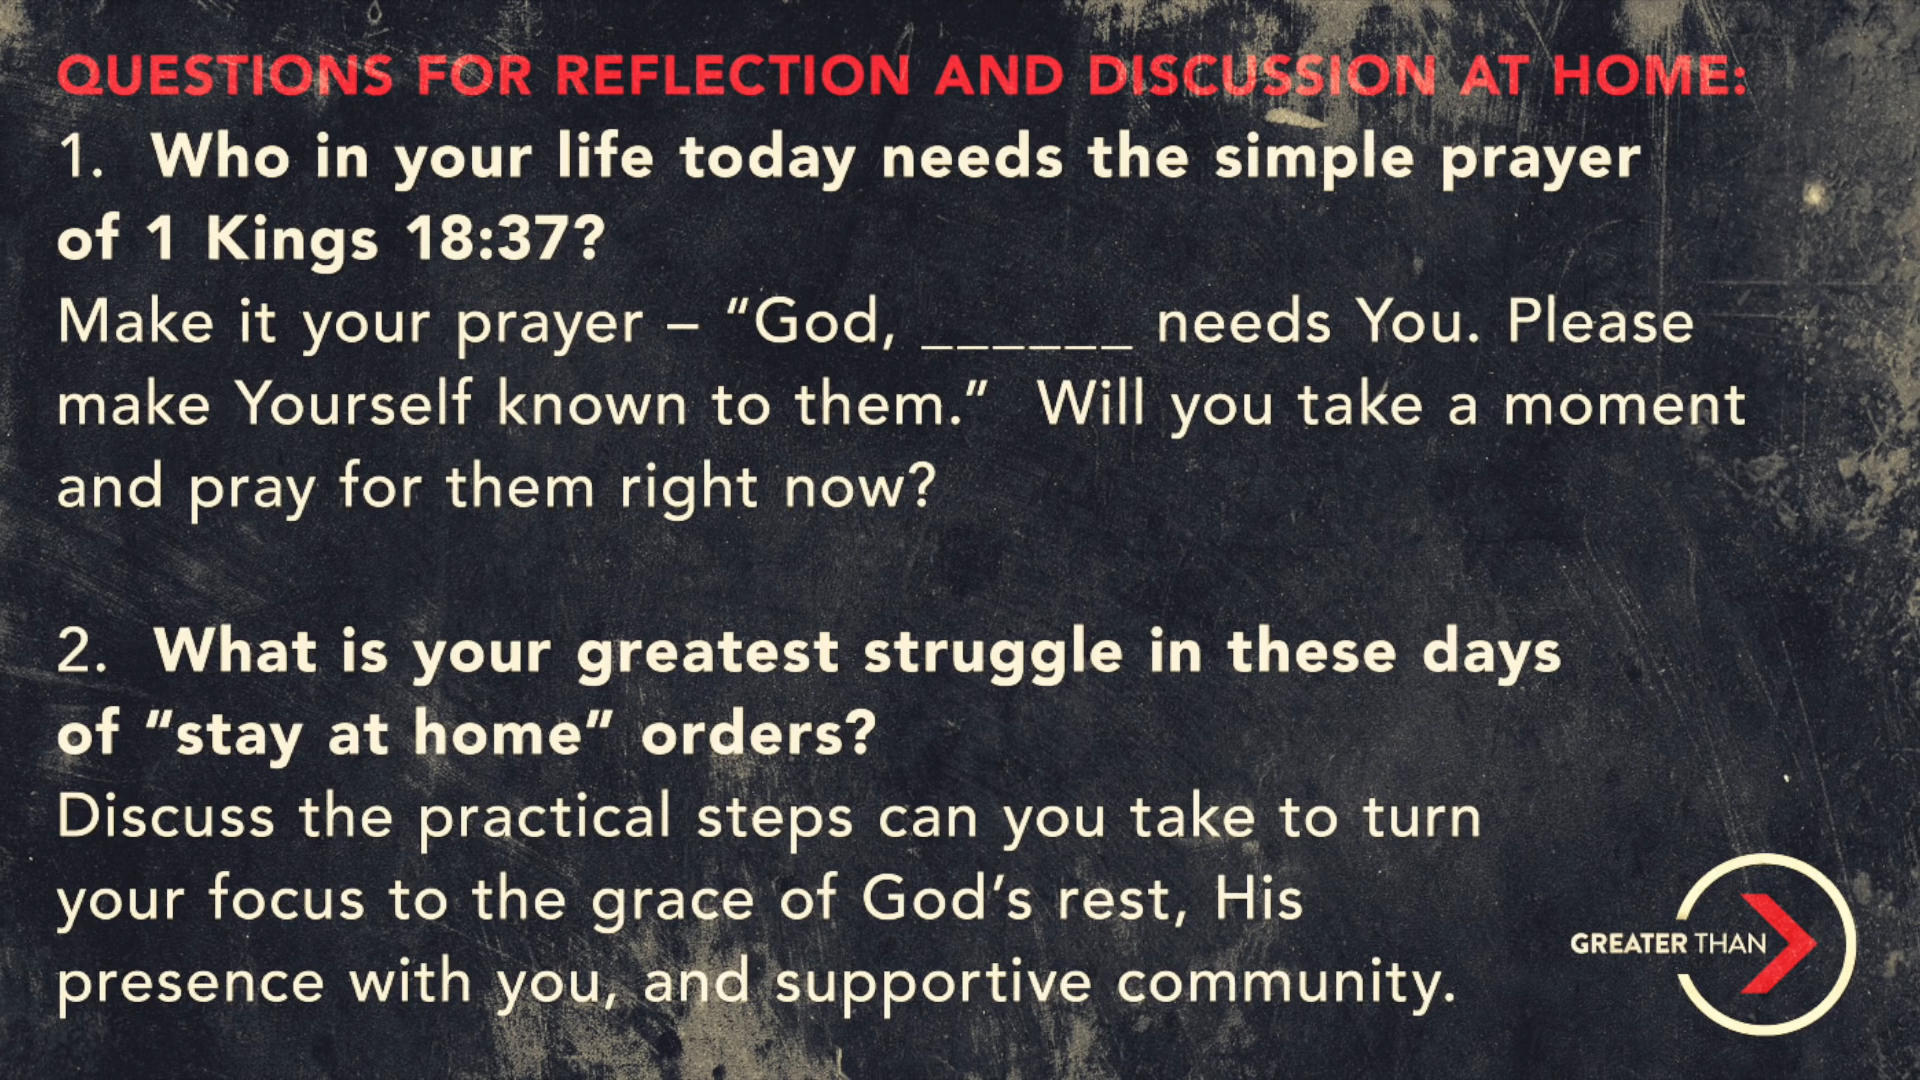 QUESTIONS FOR REFLECTION AND DISCUSSION AT HOME:
1. Who in your life today needs the simple prayer
of 1 Kings 18:37?
Make it your prayer – “God, ______ needs You. Please
make Yourself known to them.” Will you take a moment
and pray for them right now?
2. What is your greatest struggle in these days
of “stay at home” orders?
Discuss the practical steps can you take to turn
your focus to the grace of God’s rest, His
presence with you, and supportive community.
GREATER THAN